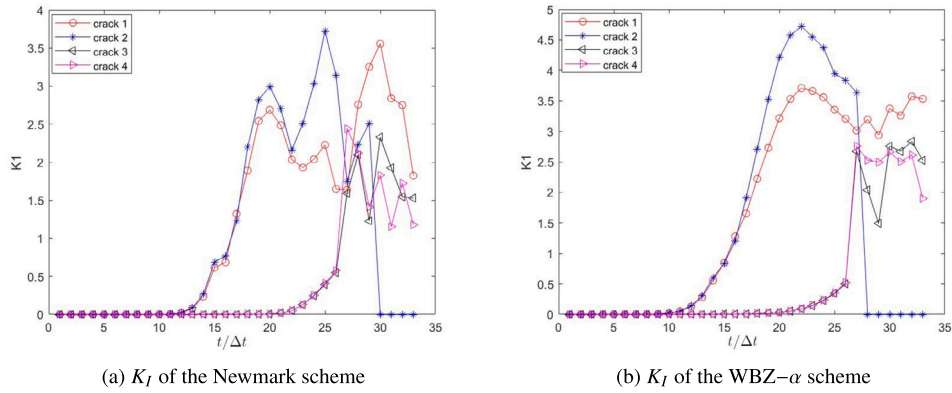 4
3.5
3
2.5
2
1.5
1
0.5
0
K1
0 5 10 15 20 25 30 35
t/Δt
crack 1
crack 2
crack 3
crack 4
(a) K_I of the Newmark scheme
5
4.5
4
3.5
3
2.5
2
1.5
1
0.5
0
K1
0 5 10 15 20 25 30 35
t/Δt
crack 1
crack 2
crack 3
crack 4
(b) K_I of the WBZ−α scheme